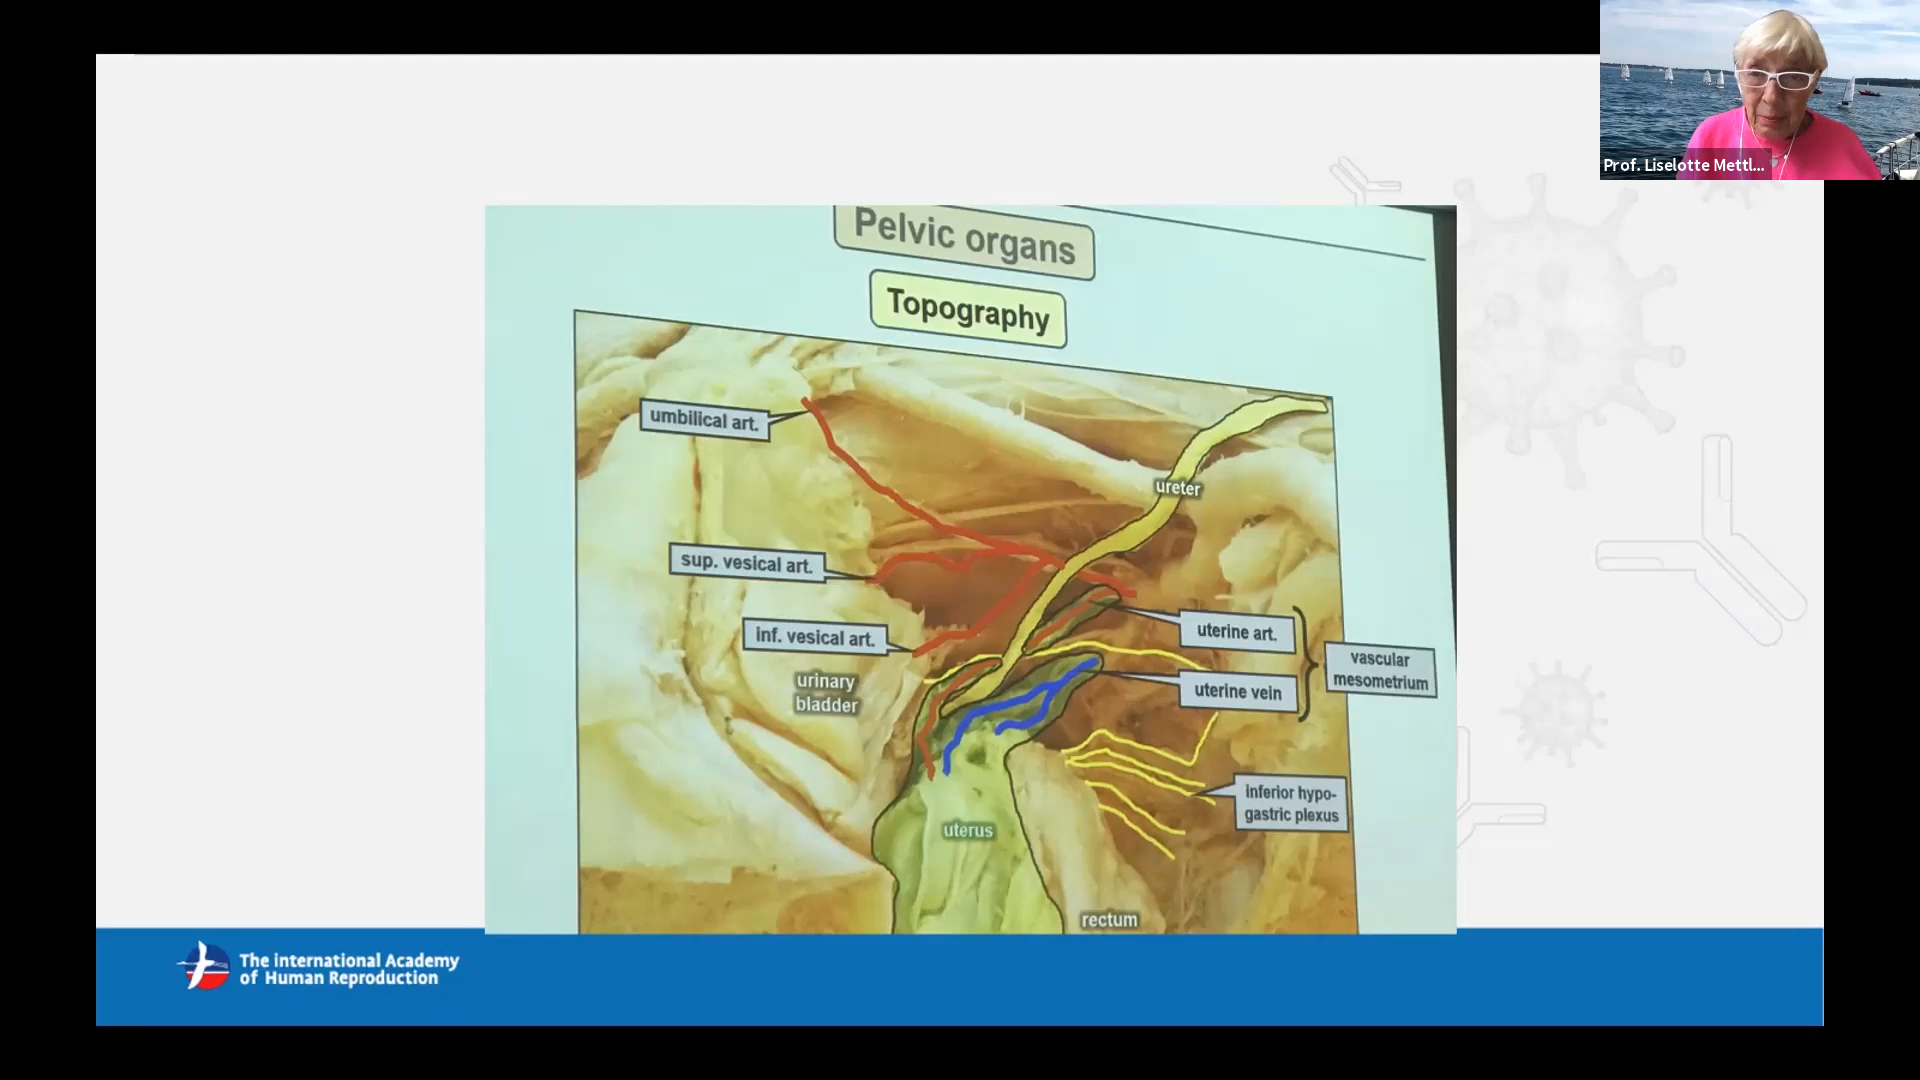 Prof. Liselotte Mettl...
Pelvic organs
Topography
umbilical art.
ureter
sup. vesical art.
inf. vesical art.
uterine art.
urinary
bladder
vascular
mesometrium
uterine vein
inferior hypo-
gastric plexus
uterus
rectum
The international Academy
of Human Reproduction